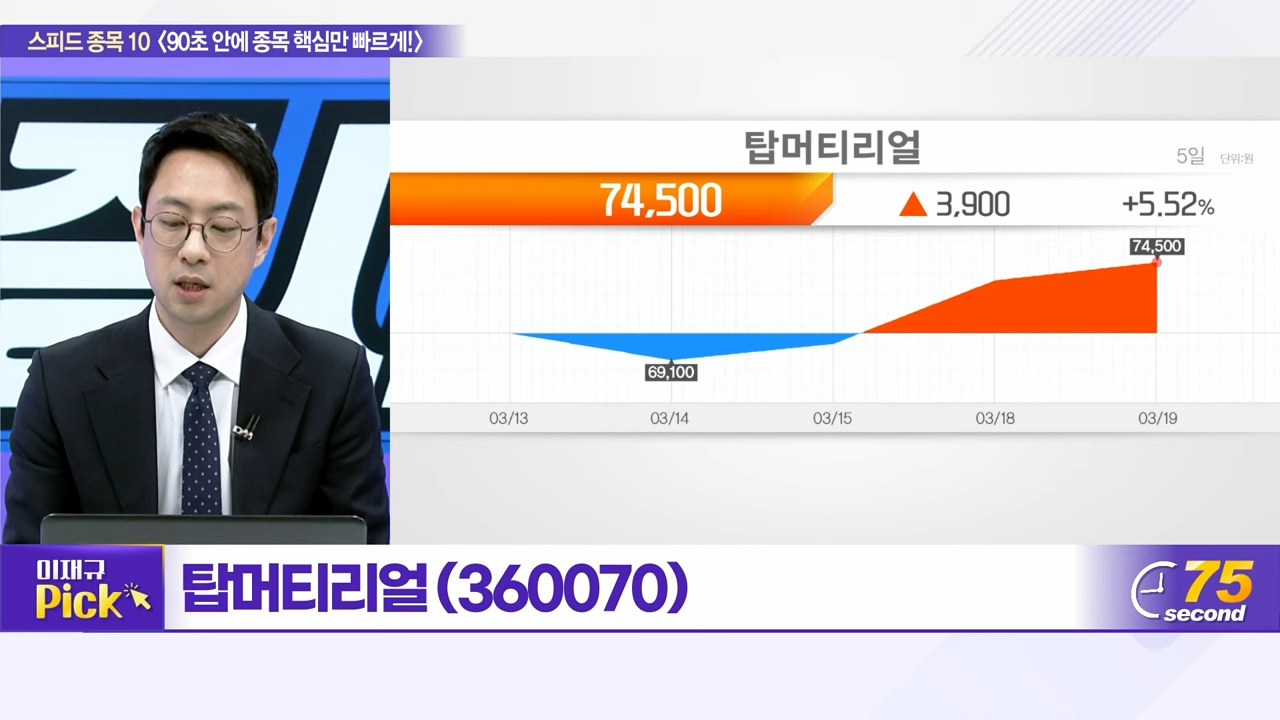 스피드 종목 10 〈90초 안에 종목 핵심만 빠르게!〉
탑머티리얼
5일 단위:원
74,500 ▲ 3,900 +5.52%
74,500
69,100
03/13 03/14 03/15 03/18 03/19
이재규
Pick
탑머티리얼(360070)
75
second